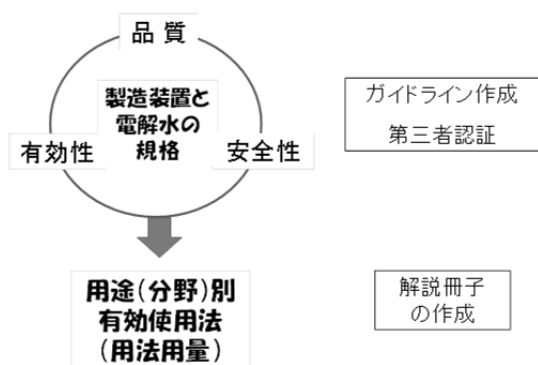 品質
製造装置と
電解水の
規格
有効性
安全性
ガイドライン作成
第三者認証
用途(分野)別
有効使用法
(用法用量)
解説冊子
の作成